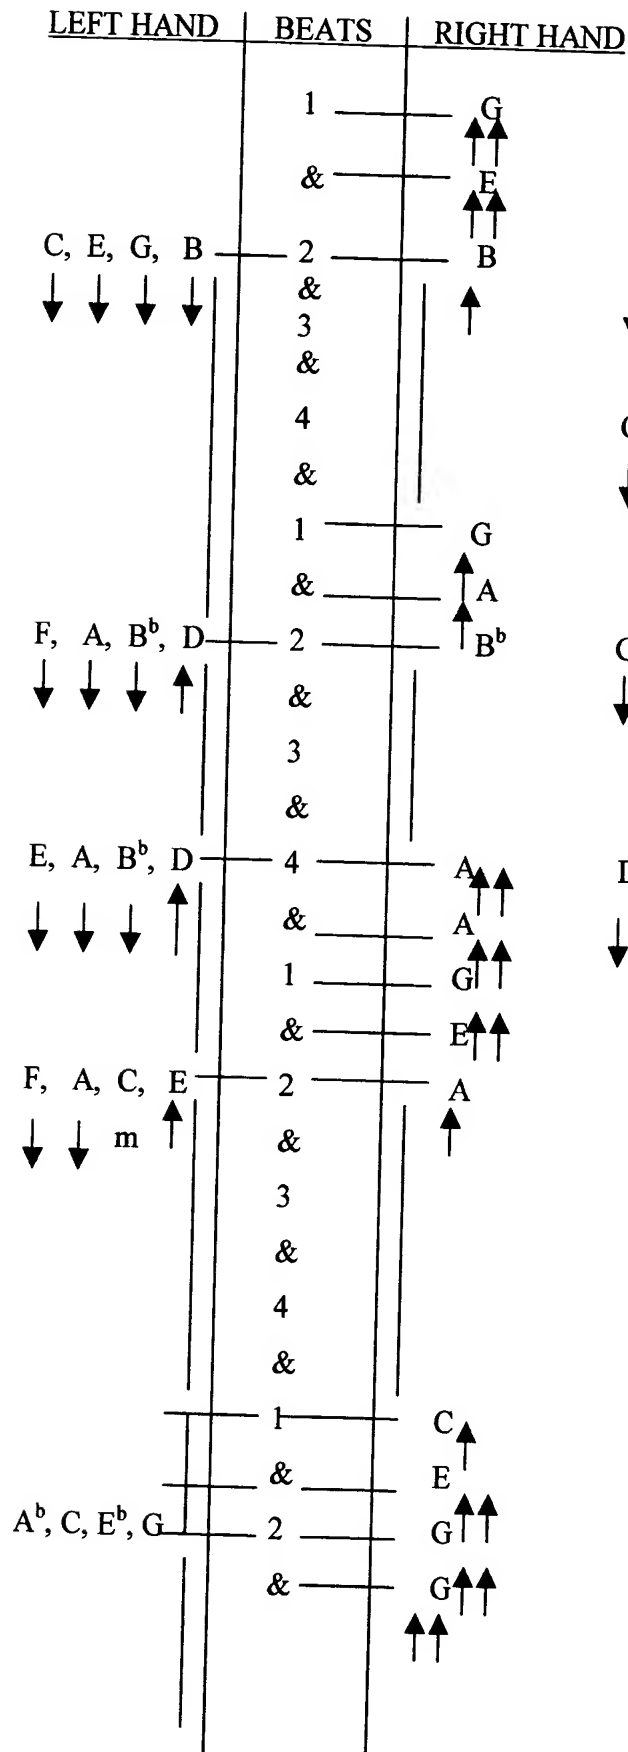 LEFT HAND BEATS RIGHT HAND
1 G
& E
C, E, G, B 2 B
&
3
&
4
&
1 G
& A
F, A, B♭, D 2 B♭
&
3
&
E, A, B♭, D 4 A
& A
1 G
& E
F, A, C, E 2 A
m &
3
&
4
&
1 C
& E
A♭, C, E♭, G 2 G
& G